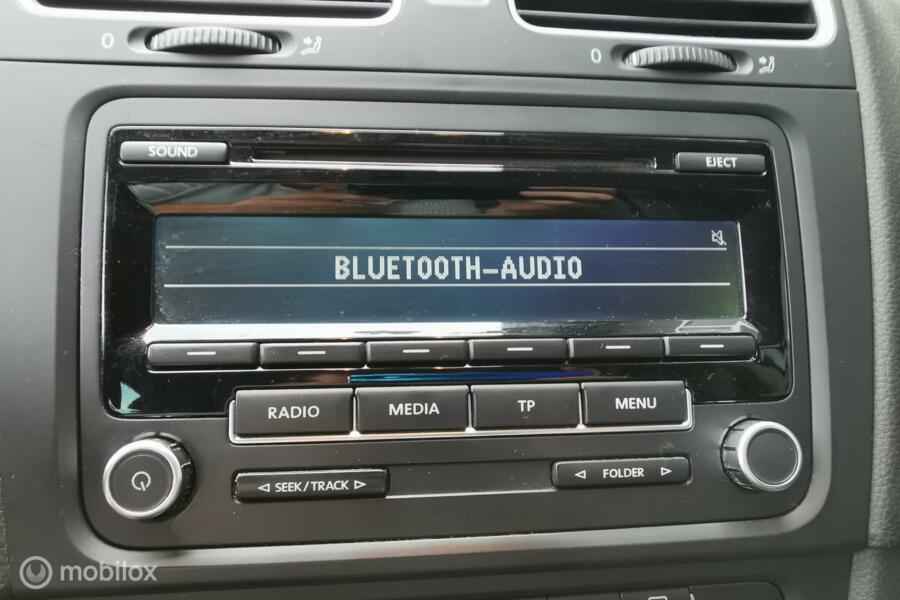 0 0
SOUND EJECT
BLUETOOTH-AUDIO
RADIO MEDIA TP MENU
SEEK/TRACK FOLDER
mobilox